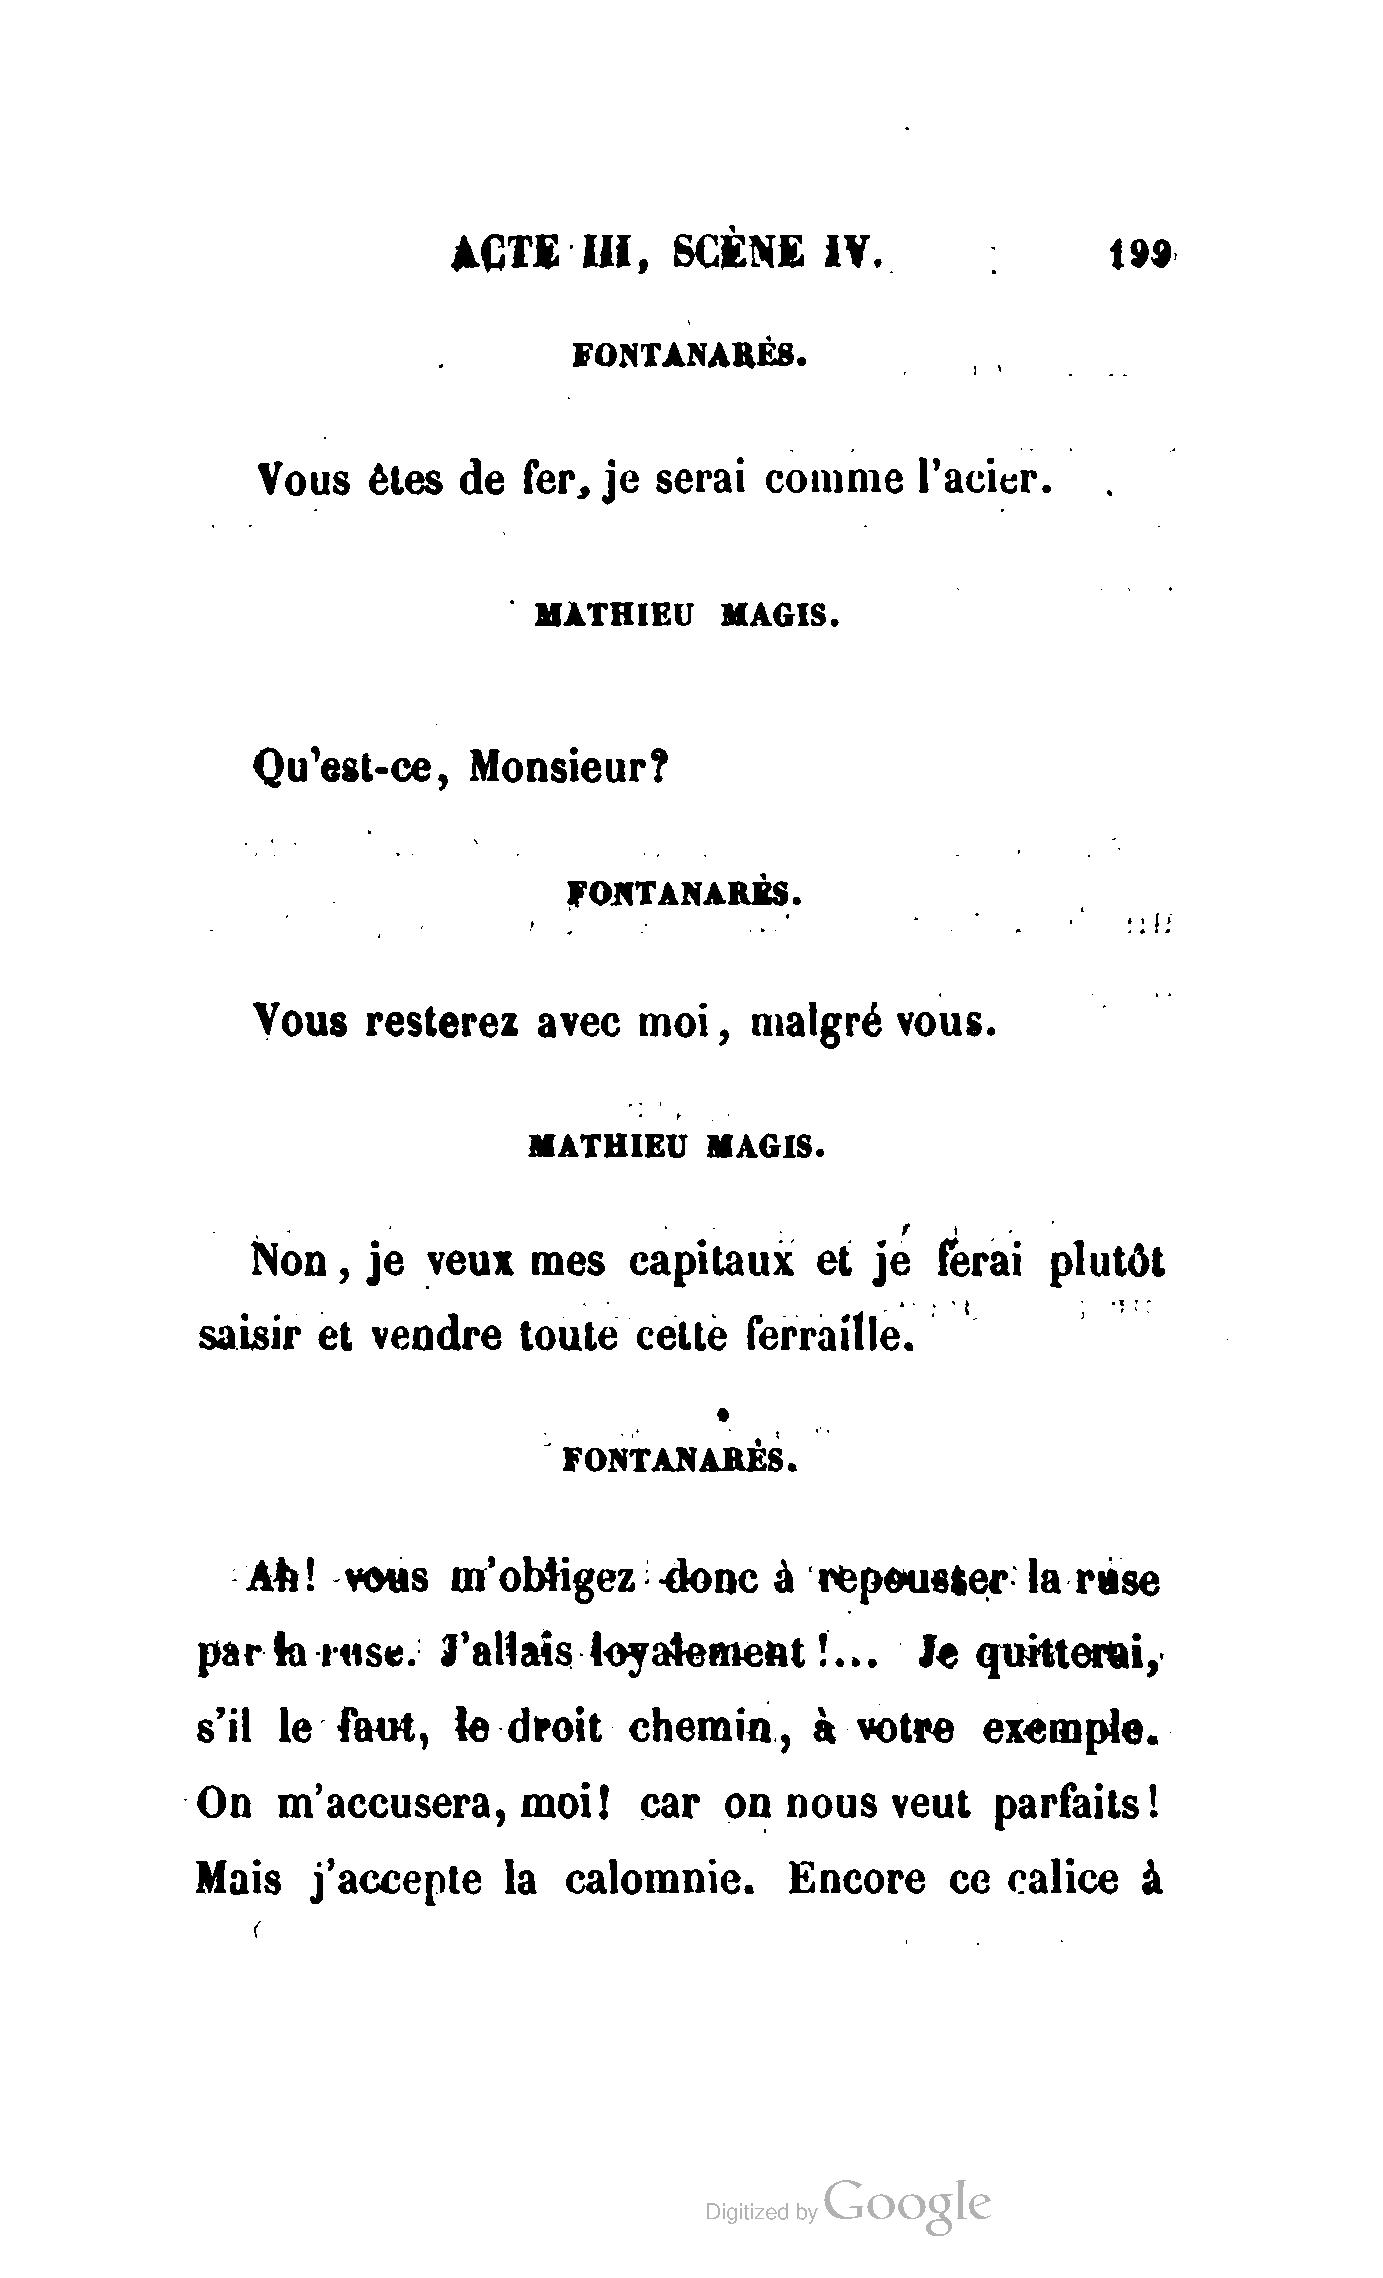 ACTE III, SCÈNE IV. 199
FONTANARÈS.
Vous êtes de fer, je serai comme l'acier.
MATHIEU MAGIS.
Qu'est-ce, Monsieur?
FONTANARÈS.
Vous resterez avec moi, malgré vous.
MATHIEU MAGIS.
Non, je veux mes capitaux et je ferai plutôt
saisir et vendre toute cette ferraille.
FONTANARÈS.
Ah! vous m'obligez donc à repousser la ruse
par la ruse. J'allais loyalement!... Je quitterai,
s'il le faut, le droit chemin, à votre exemple.
On m'accusera, moi! car on nous veut parfaits!
Mais j'accepte la calomnie. Encore ce calice à
Digitized by Google